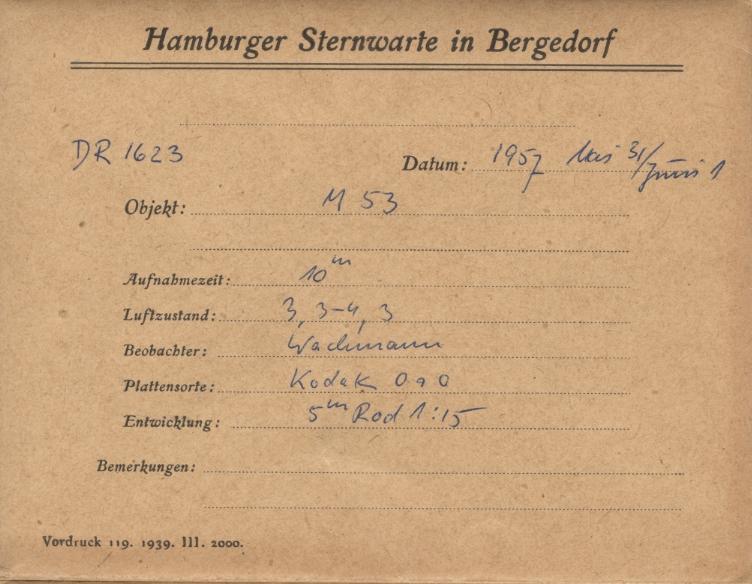 Hamburger Sternwarte in Bergedorf
DR 1623
Datum: 1957 Mai 31/Juni 1
Objekt: M 53
Aufnahmezeit: 10ᵐ
Luftzustand: 3, 3-4, 3
Beobachter: Wachmann
Plattensorte: Kodak OaO
Entwicklung: 5ᵐ Rod 1:15
Bemerkungen:
Vordruck 119. 1939. III. 2000.